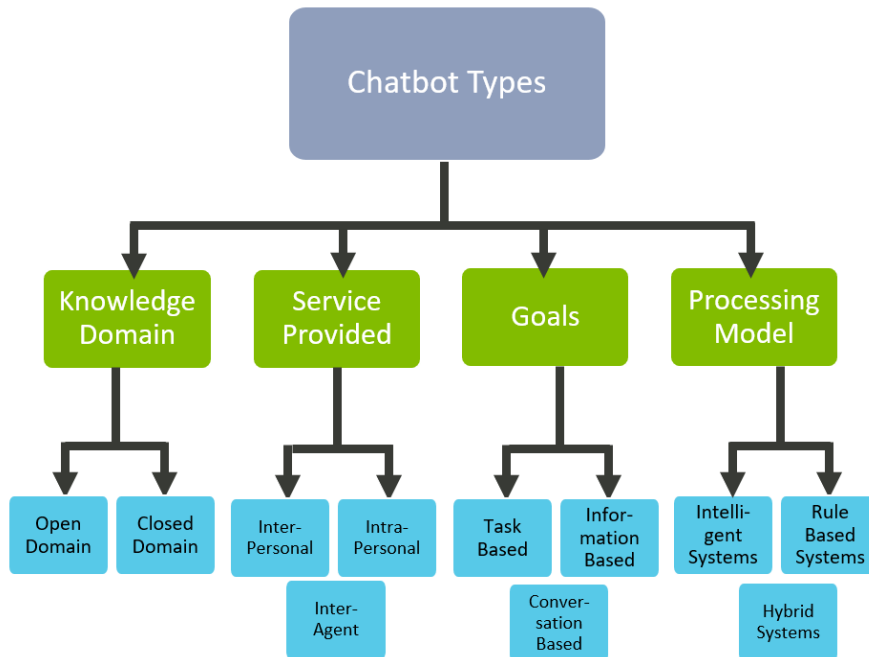 Chatbot Types
Knowledge
Domain
Service
Provided
Goals
Processing
Model
Open
Domain
Closed
Domain
Inter-
Personal
Intra-
Personal
Inter-
Agent
Task
Based
Infor-
mation
Based
Conver-
sation
Based
Intelli-
gent
Systems
Rule
Based
Systems
Hybrid
Systems